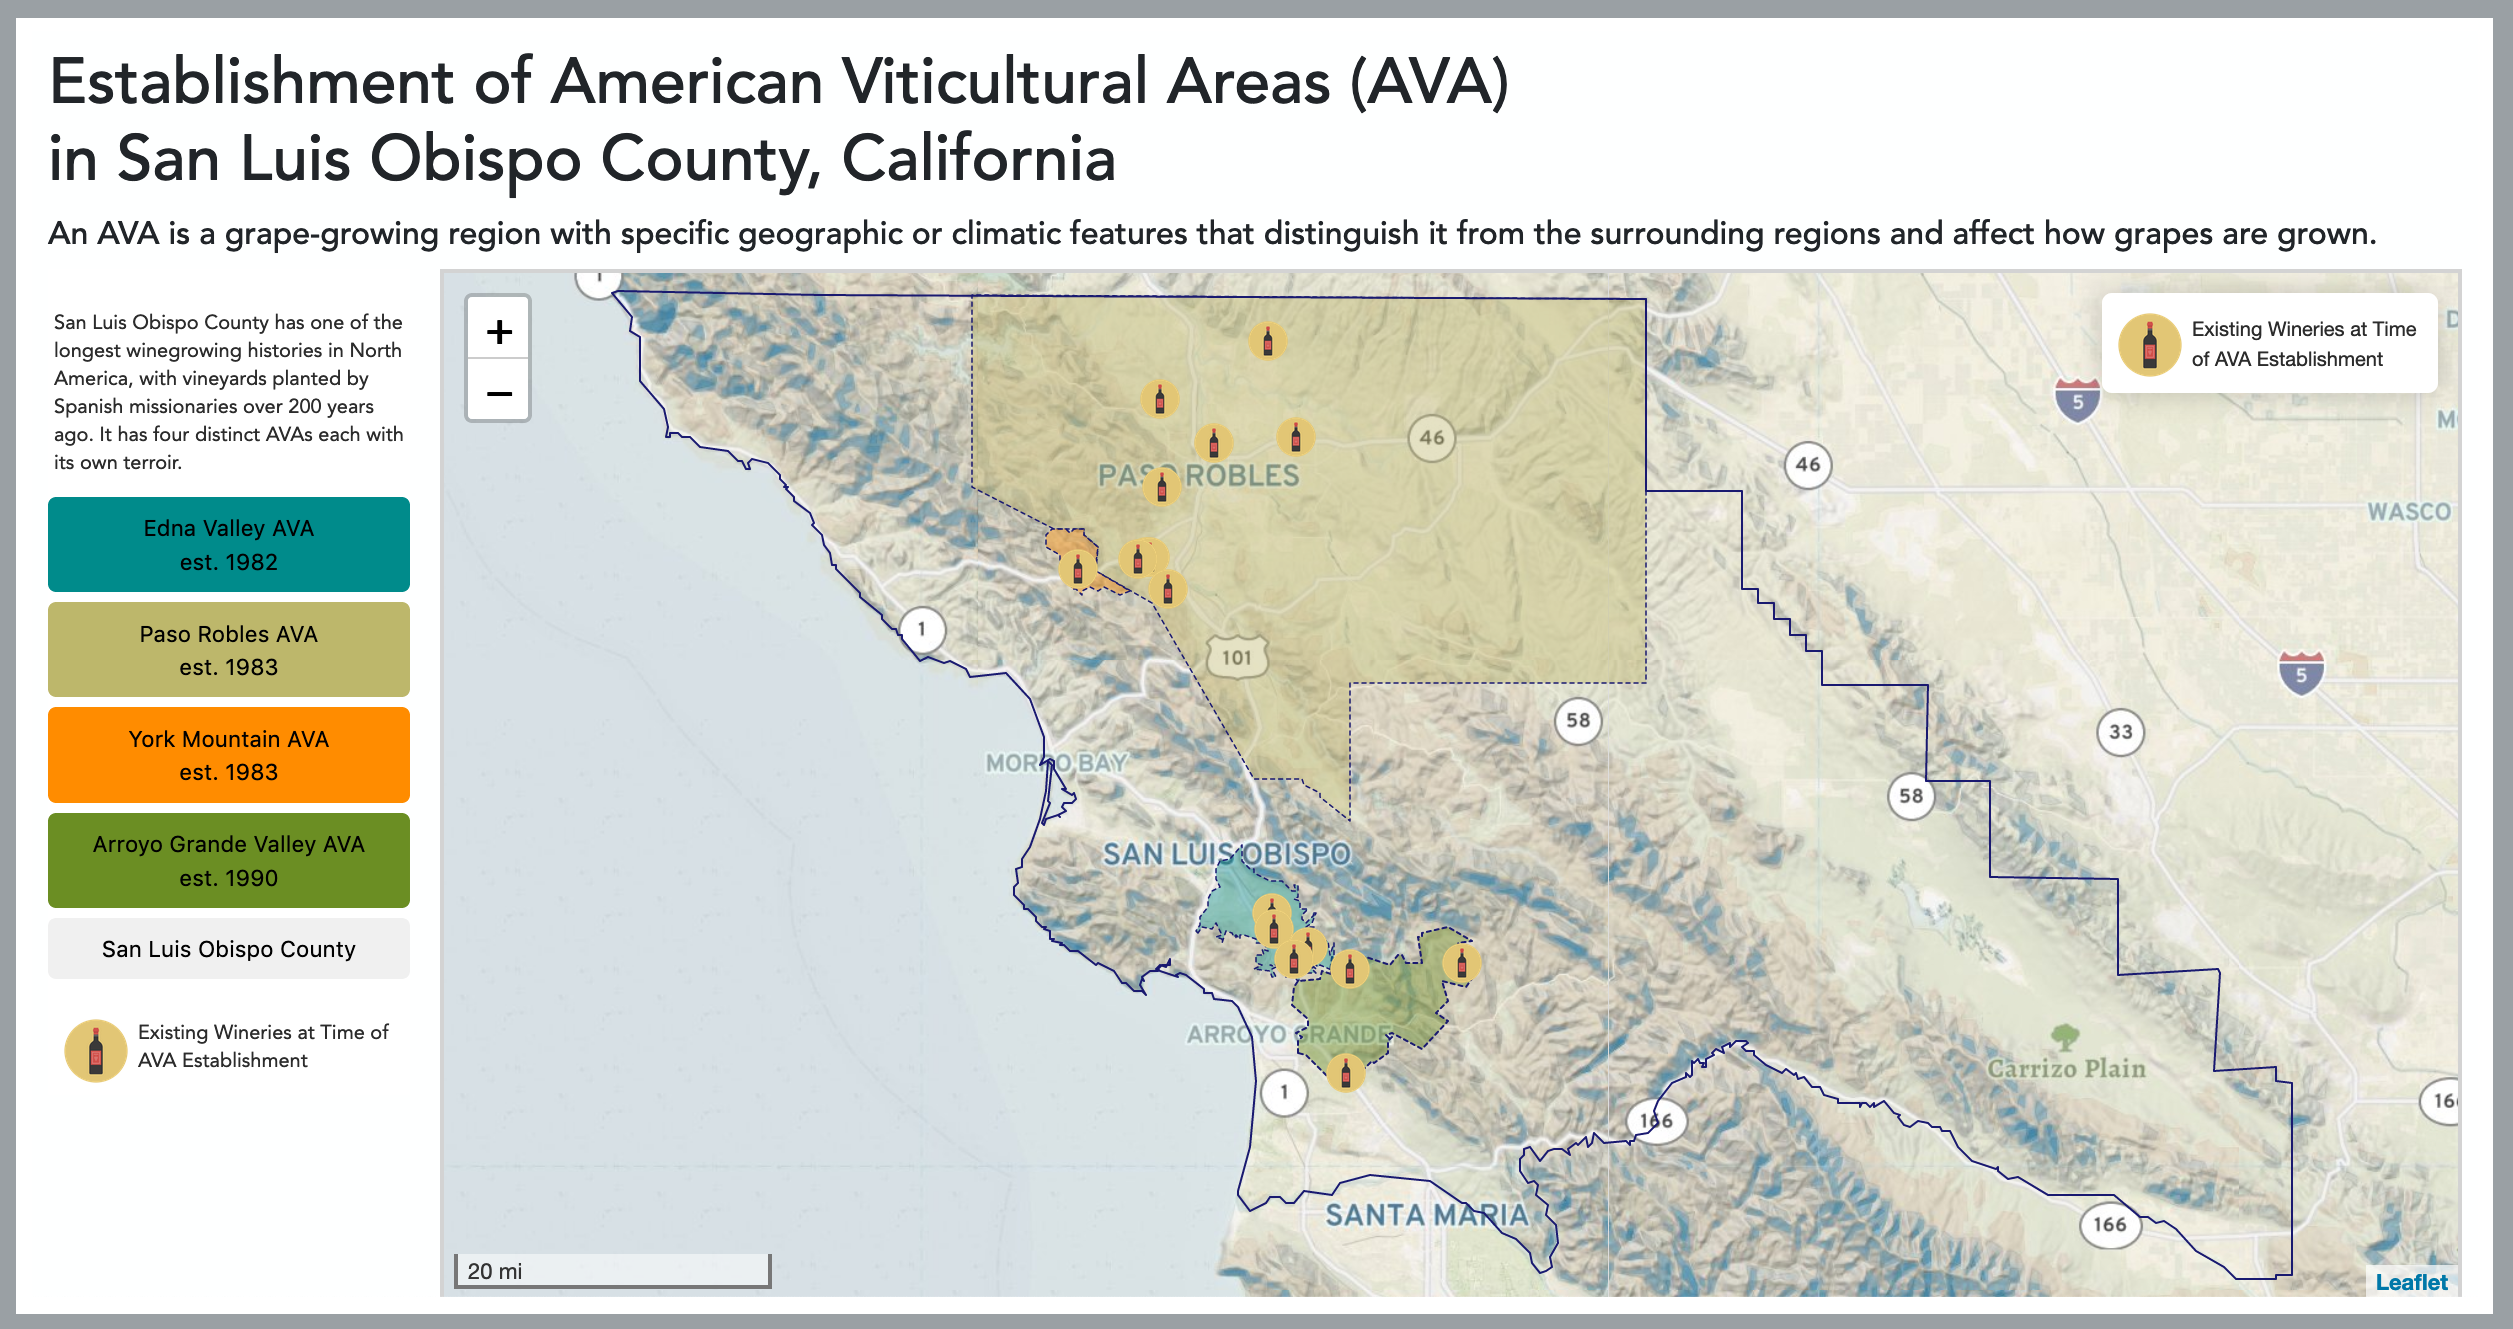 Establishment of American Viticultural Areas (AVA)
in San Luis Obispo County, California
An AVA is a grape-growing region with specific geographic or climatic features that distinguish it from the surrounding regions and affect how grapes are grown.
San Luis Obispo County has one of the
longest winegrowing histories in North
America, with vineyards planted by
Spanish missionaries over 200 years
ago. It has four distinct AVAs each with
its own terroir.
Edna Valley AVA
est. 1982
Paso Robles AVA
est. 1983
York Mountain AVA
est. 1983
Arroyo Grande Valley AVA
est. 1990
San Luis Obispo County
Existing Wineries at Time of
AVA Establishment
+
−
Existing Wineries at Time
of AVA Establishment
5
46
46
PASO ROBLES
WASCO
1
101
5
58
33
MORRO BAY
58
SAN LUIS OBISPO
ARROYO GRANDE
Carrizo Plain
1
166
SANTA MARIA
166
20 mi
Leaflet